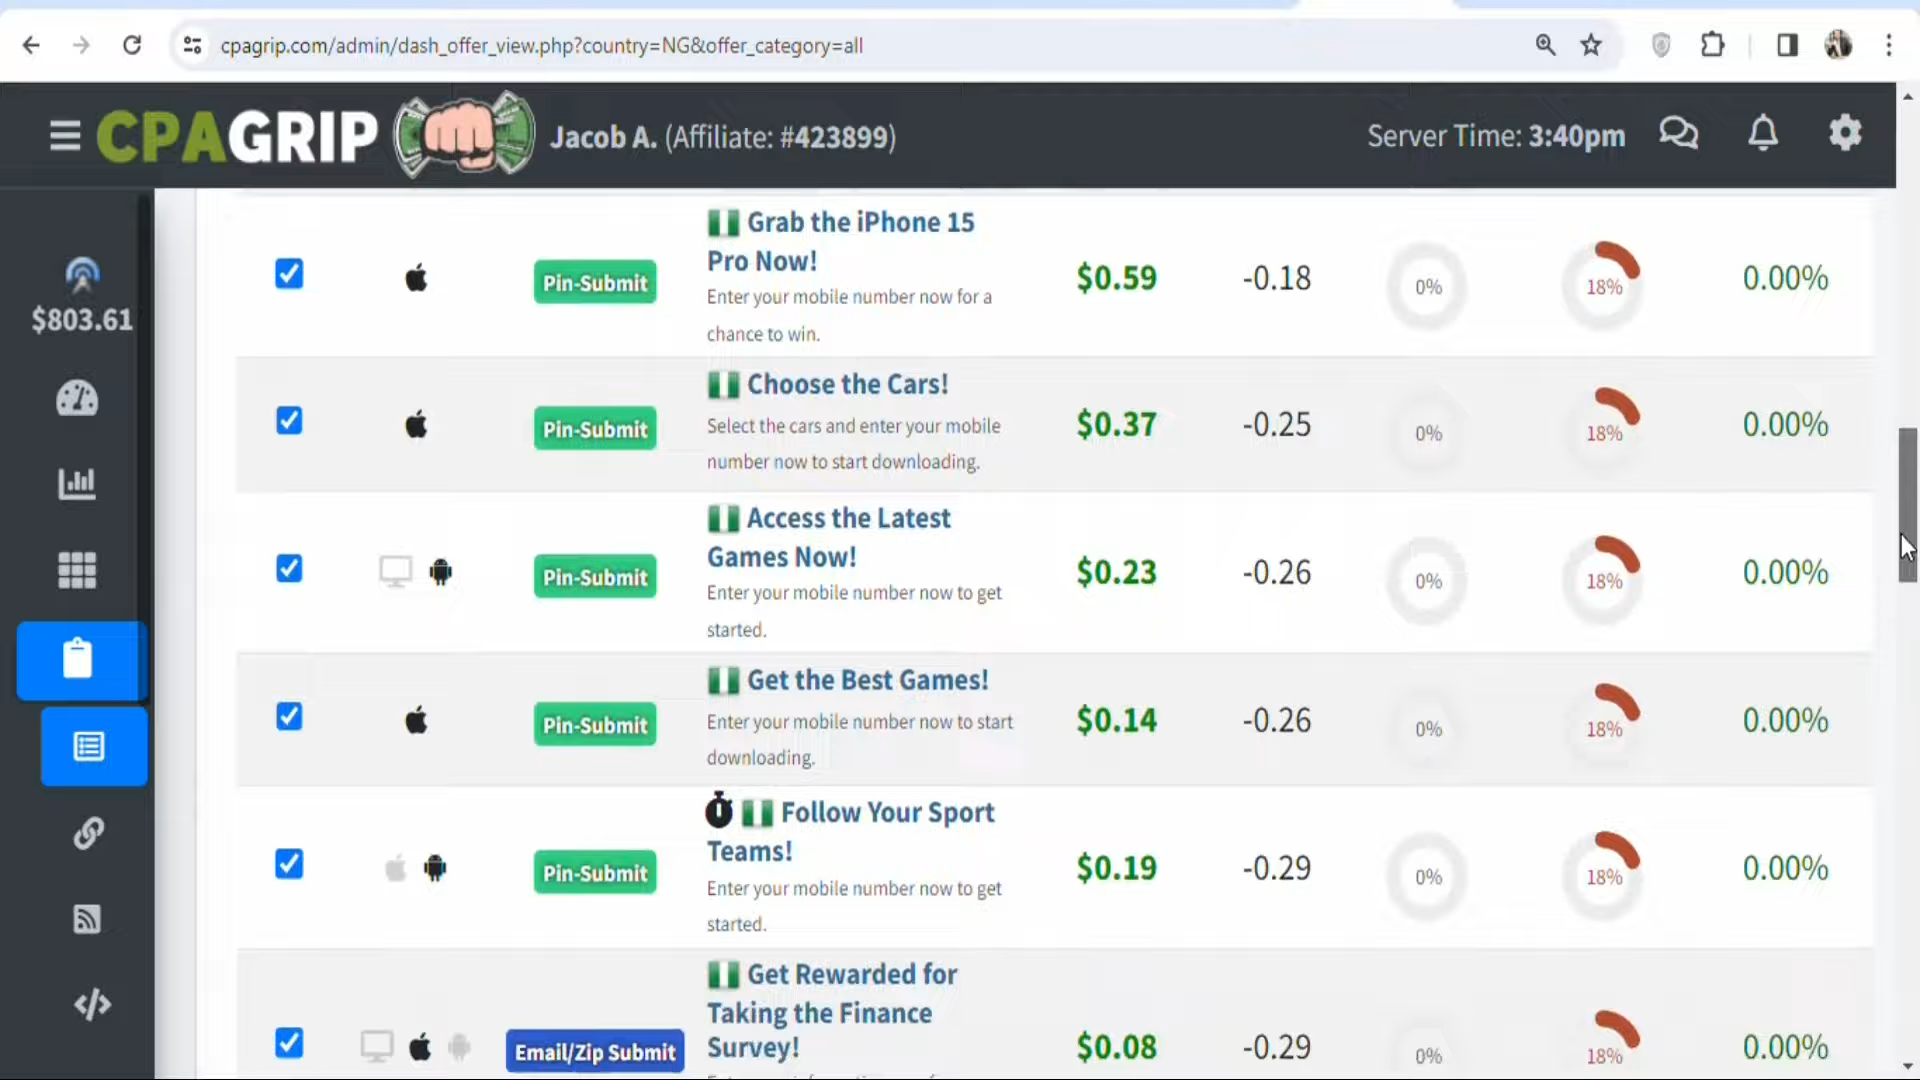 cpagrip.com/admin/dash_offer_view.php?country=NG&offer_category=all
CPAGRIP Jacob A. (Affiliate: #423899) Server Time: 3:40pm
$803.61
Grab the iPhone 15
Pro Now!
Enter your mobile number now for a
chance to win.
Pin-Submit $0.59 -0.18 0% 18% 0.00%
Choose the Cars!
Select the cars and enter your mobile
number now to start downloading.
Pin-Submit $0.37 -0.25 0% 18% 0.00%
Access the Latest
Games Now!
Enter your mobile number now to get
started.
Pin-Submit $0.23 -0.26 0% 18% 0.00%
Get the Best Games!
Enter your mobile number now to start
downloading.
Pin-Submit $0.14 -0.26 0% 18% 0.00%
Follow Your Sport
Teams!
Enter your mobile number now to get
started.
Pin-Submit $0.19 -0.29 0% 18% 0.00%
Get Rewarded for
Taking the Finance
Survey!
Email/Zip Submit $0.08 -0.29 0% 18% 0.00%